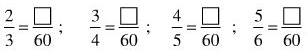 2/3 = □/60 ; 3/4 = □/60 ; 4/5 = □/60 ; 5/6 = □/60